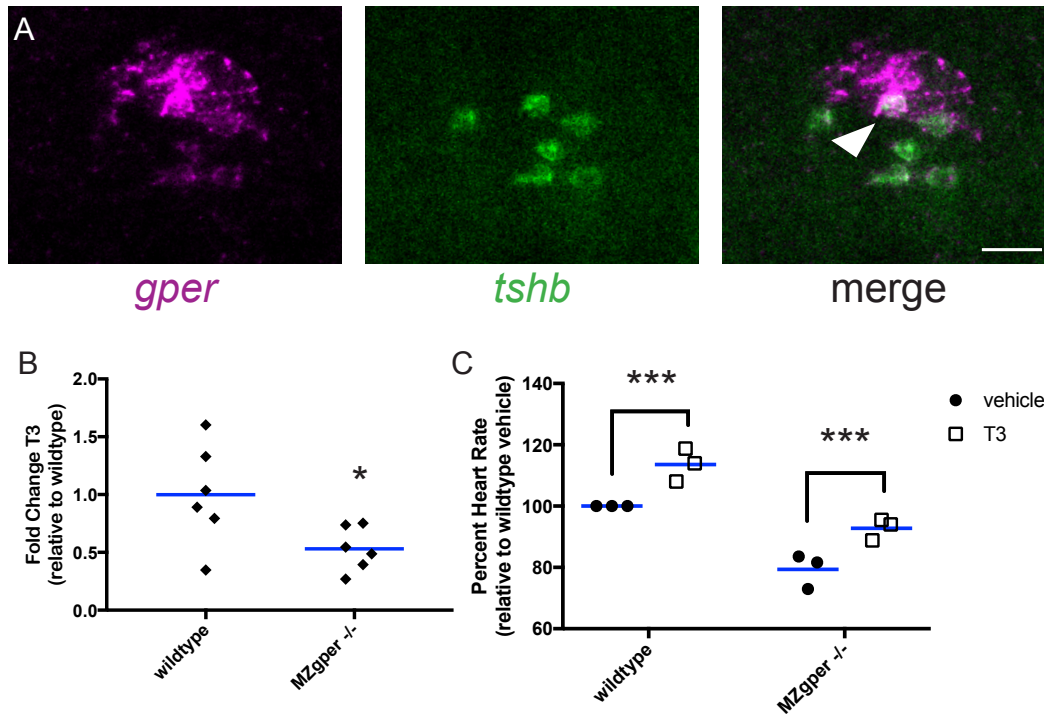 A
gper
tshb
merge
B
Fold Change T3
(relative to wildtype)
2.0
1.5
1.0
0.5
0.0
*
wildtype
MZgper -/-
C
Percent Heart Rate
(relative to wildtype vehicle)
140
120
100
80
60
***
***
wildtype
MZgper -/-
vehicle
T3